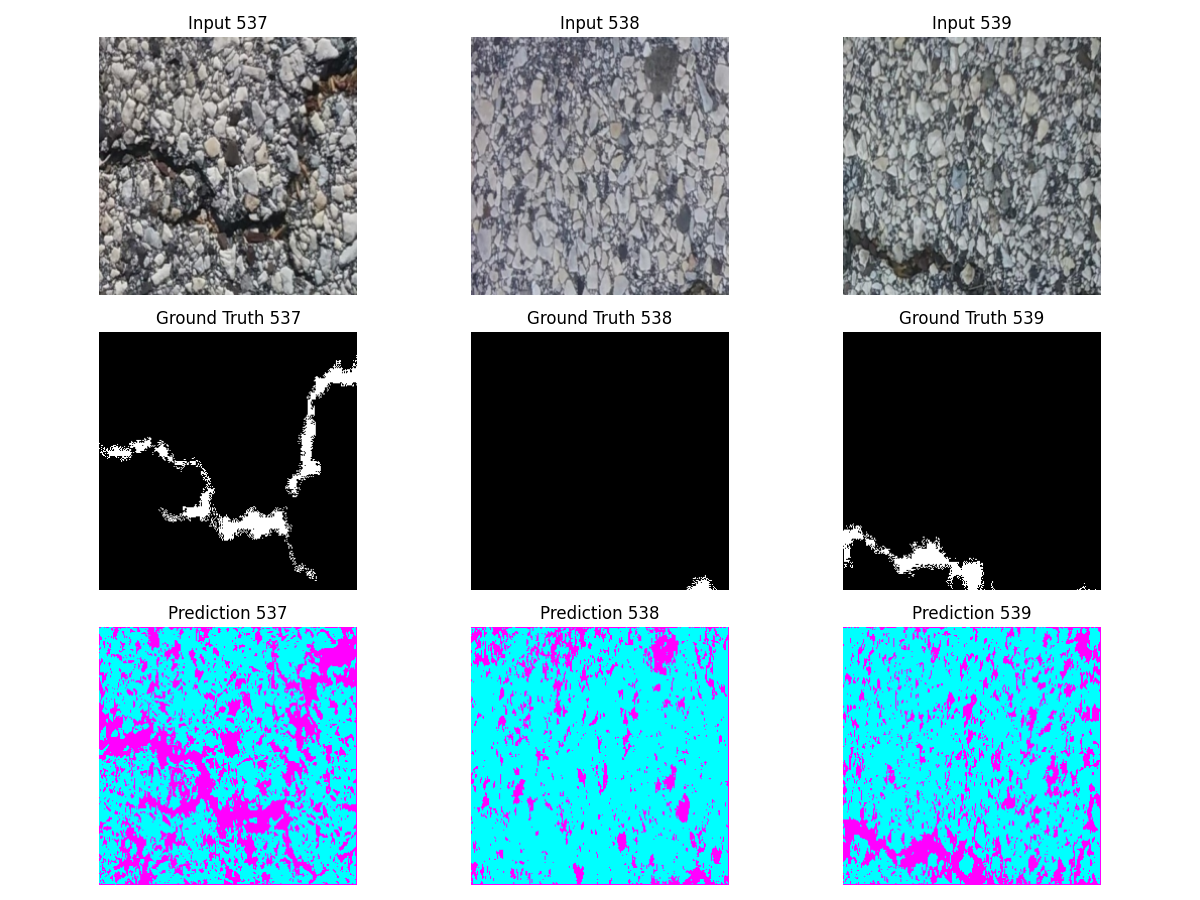 Input 537
Input 538
Input 539
Ground Truth 537
Ground Truth 538
Ground Truth 539
Prediction 537
Prediction 538
Prediction 539